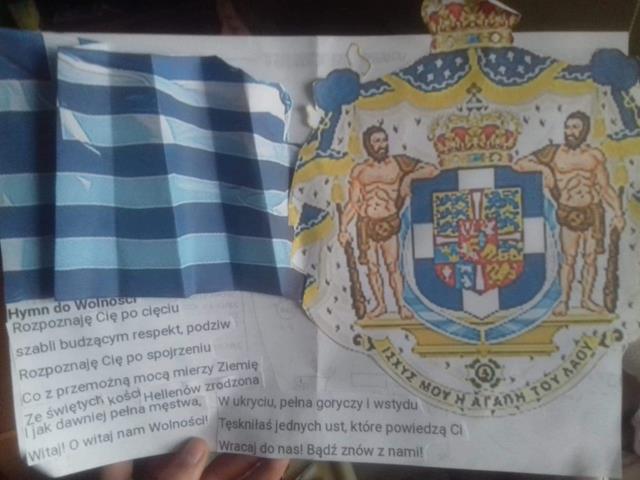 Hymn do Wolności
Rozpoznaję Cię po cięciu
szabli budzącym respekt, podziw
Rozpoznaję Cię po spojrzeniu
Co z przemożną mocą mierzy Ziemię
Ze świętych kości Hellenów zrodzona
I jak dawniej pełna męstwa,
Witaj! O witaj nam Wolności!
W ukryciu, pełna goryczy i wstydu
Tęskniłaś jednych ust, które powiedzą Ci
Wracaj do nas! Bądź znów z nami!
ΙΣΧΥΣ ΜΟΥ Η ΑΓΑΠΗ ΤΟΥ ΛΑΟΥ